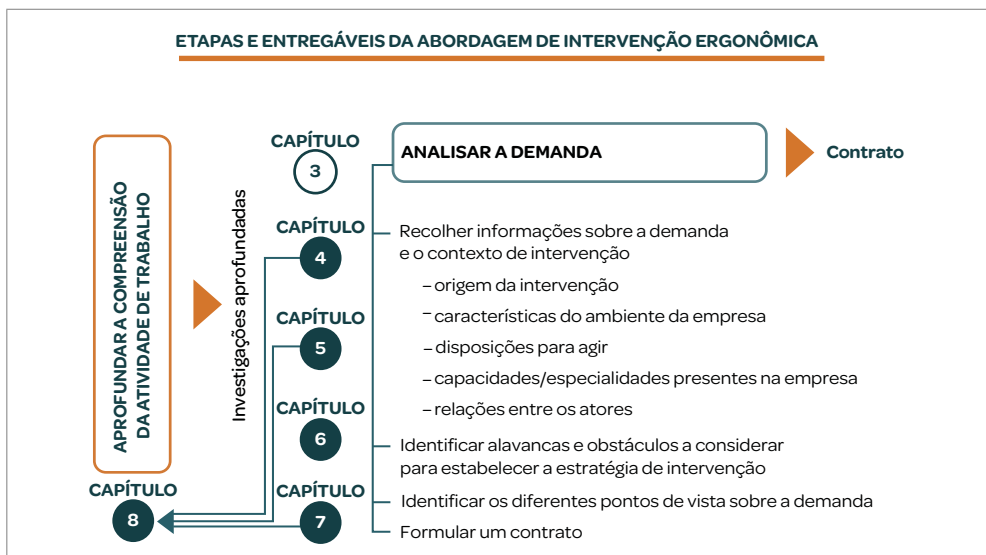 ETAPAS E ENTREGÁVEIS DA ABORDAGEM DE INTERVENÇÃO ERGONÔMICA
APROFUNDAR A COMPREENSÃO
DA ATIVIDADE DE TRABALHO
CAPÍTULO
8
Investigações aprofundadas
CAPÍTULO
3
CAPÍTULO
4
CAPÍTULO
5
CAPÍTULO
6
CAPÍTULO
7
ANALISAR A DEMANDA
Contrato
Recolher informações sobre a demanda
e o contexto de intervenção
– origem da intervenção
– características do ambiente da empresa
– disposições para agir
– capacidades/especialidades presentes na empresa
– relações entre os atores
Identificar alavancas e obstáculos a considerar
para estabelecer a estratégia de intervenção
Identificar os diferentes pontos de vista sobre a demanda
Formular um contrato